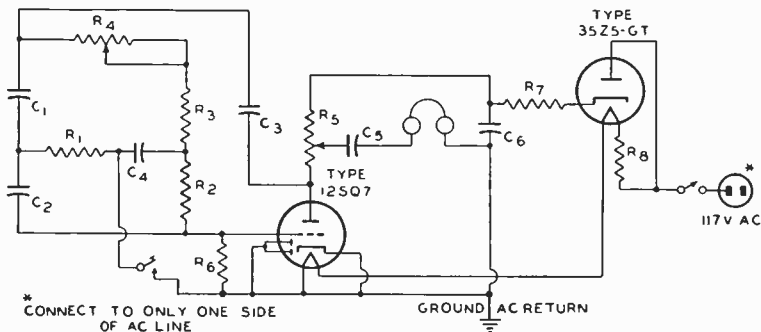 TYPE
35Z5-GT
R4
R7
C1
R3
C3
R5
C5
C6
R8
R1
C4
*
TYPE
12SQ7
C2
R2
117V AC
R6
*
CONNECT TO ONLY ONE SIDE
OF AC LINE
GROUND AC RETURN